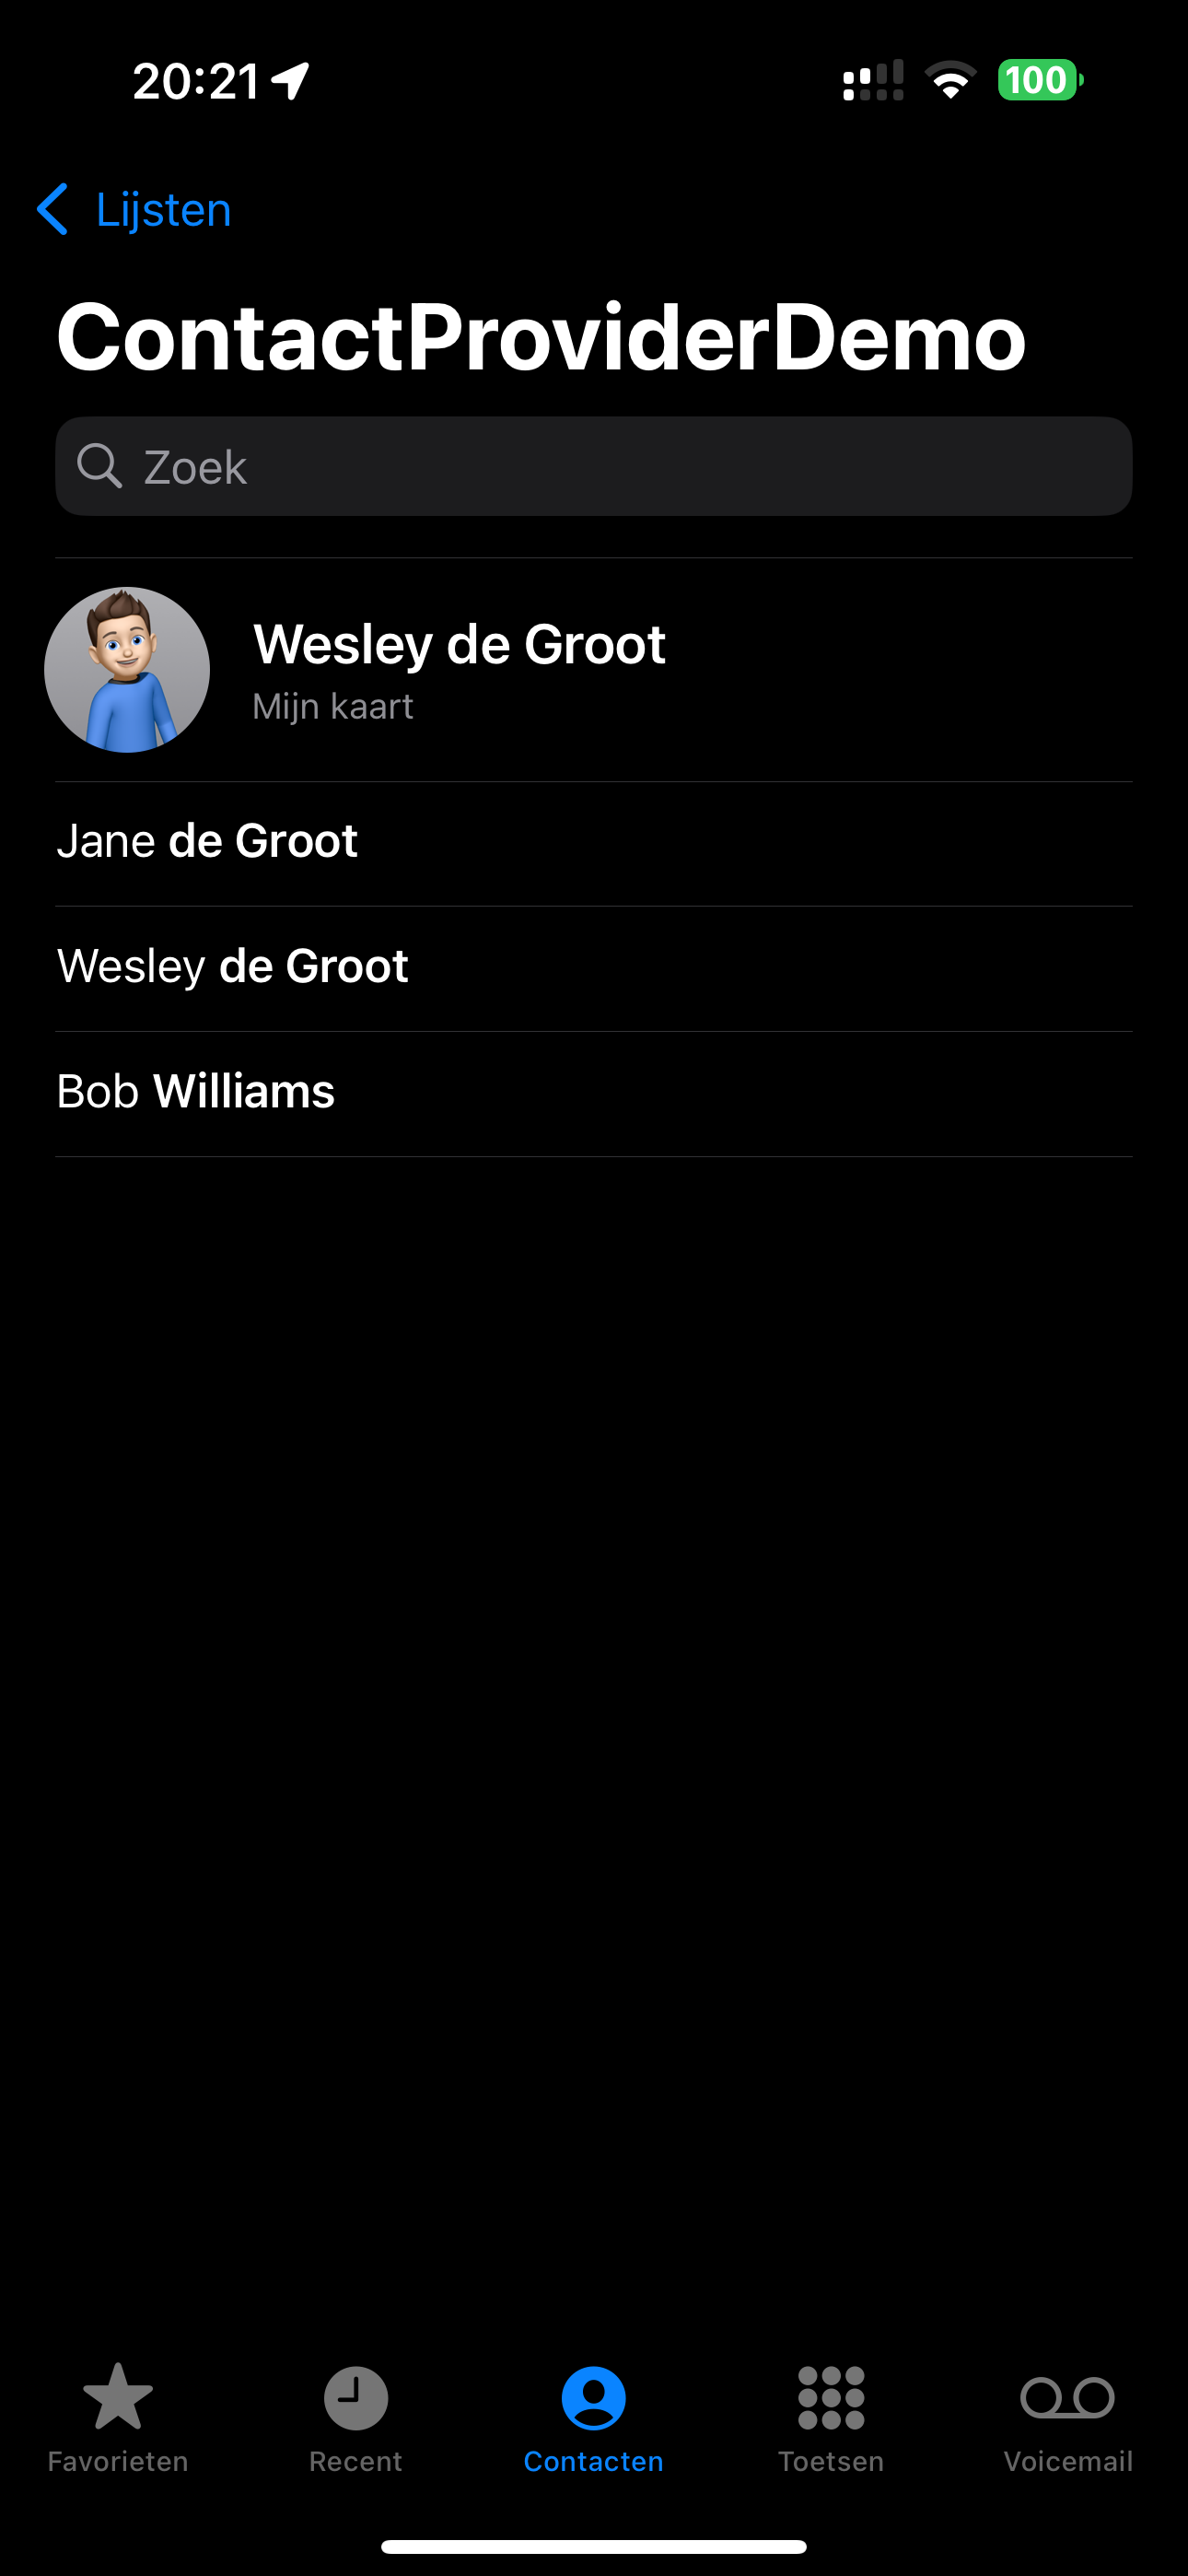 20:21
100
Lijsten
ContactProviderDemo
Zoek
Wesley de Groot
Mijn kaart
Jane de Groot
Wesley de Groot
Bob Williams
Favorieten
Recent
Contacten
Toetsen
Voicemail